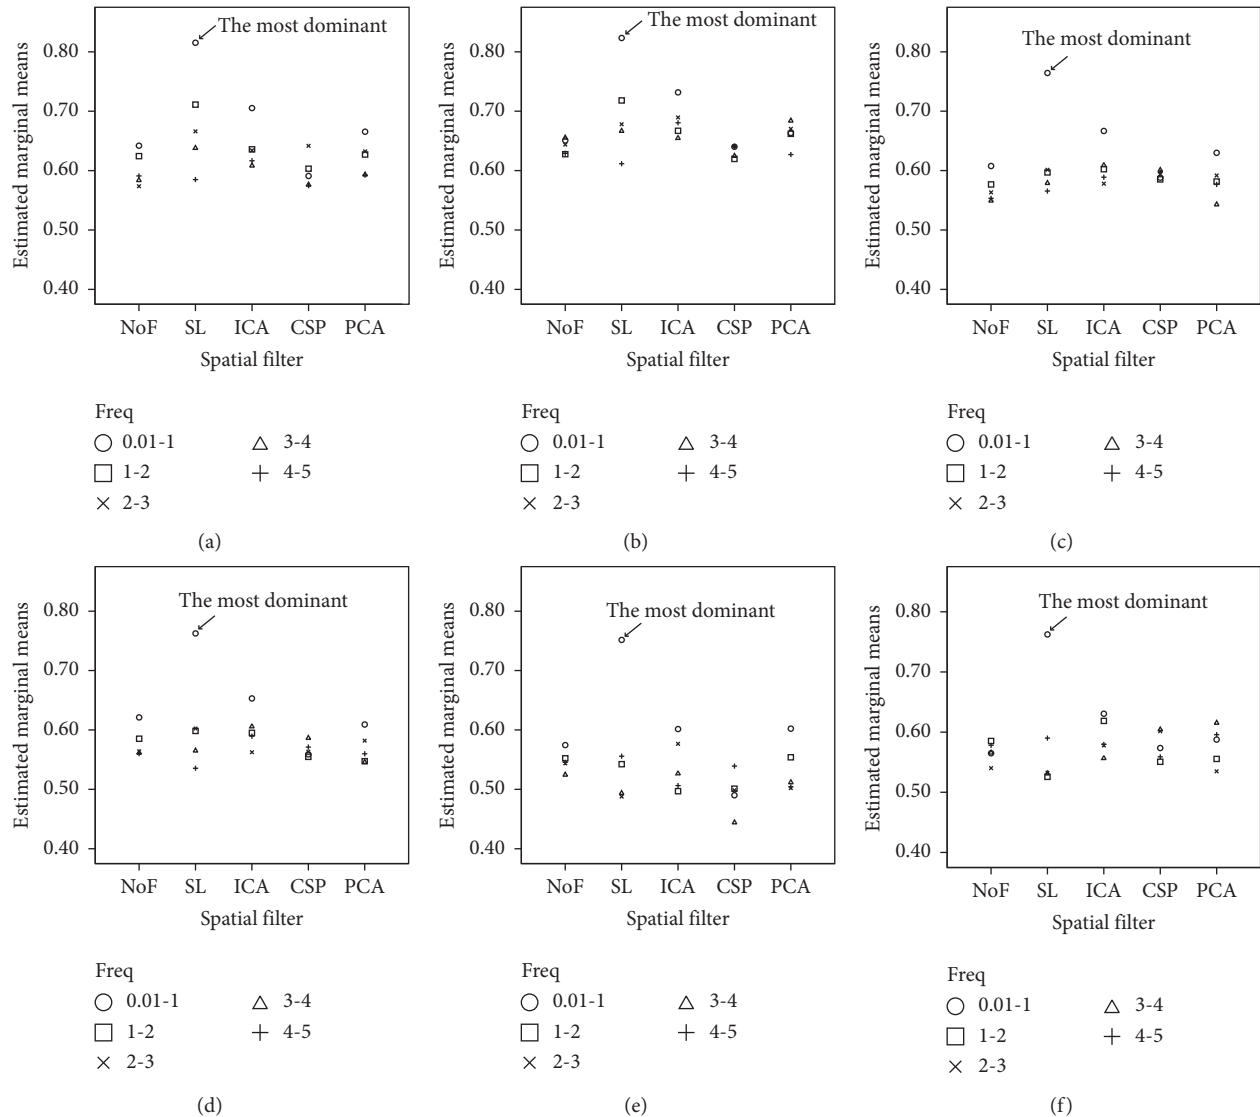 The most dominant
0.80
0.70
0.60
0.50
0.40
Estimated marginal means
NoF SL ICA CSP PCA
Spatial filter
Freq
0.01-1 3-4
1-2 4-5
2-3
(a)
The most dominant
0.80
0.70
0.60
0.50
0.40
Estimated marginal means
NoF SL ICA CSP PCA
Spatial filter
Freq
0.01-1 3-4
1-2 4-5
2-3
(b)
The most dominant
0.80
0.70
0.60
0.50
0.40
Estimated marginal means
NoF SL ICA CSP PCA
Spatial filter
Freq
0.01-1 3-4
1-2 4-5
2-3
(c)
The most dominant
0.80
0.70
0.60
0.50
0.40
Estimated marginal means
NoF SL ICA CSP PCA
Spatial filter
Freq
0.01-1 3-4
1-2 4-5
2-3
(d)
The most dominant
0.80
0.70
0.60
0.50
0.40
Estimated marginal means
NoF SL ICA CSP PCA
Spatial filter
Freq
0.01-1 3-4
1-2 4-5
2-3
(e)
The most dominant
0.80
0.70
0.60
0.50
0.40
Estimated marginal means
NoF SL ICA CSP PCA
Spatial filter
Freq
0.01-1 3-4
1-2 4-5
2-3
(f)